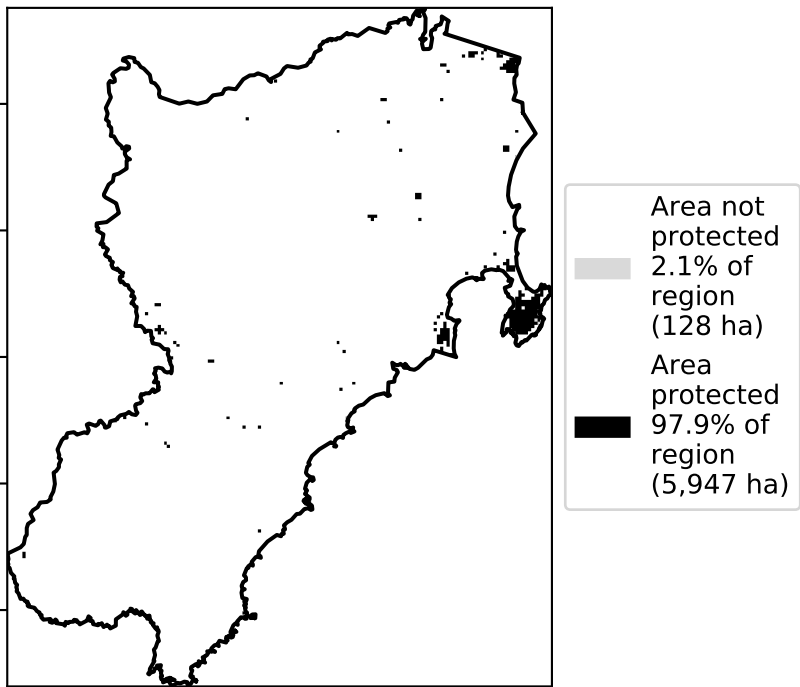 Area not
protected
2.1% of
region
(128 ha)
Area
protected
97.9% of
region
(5,947 ha)